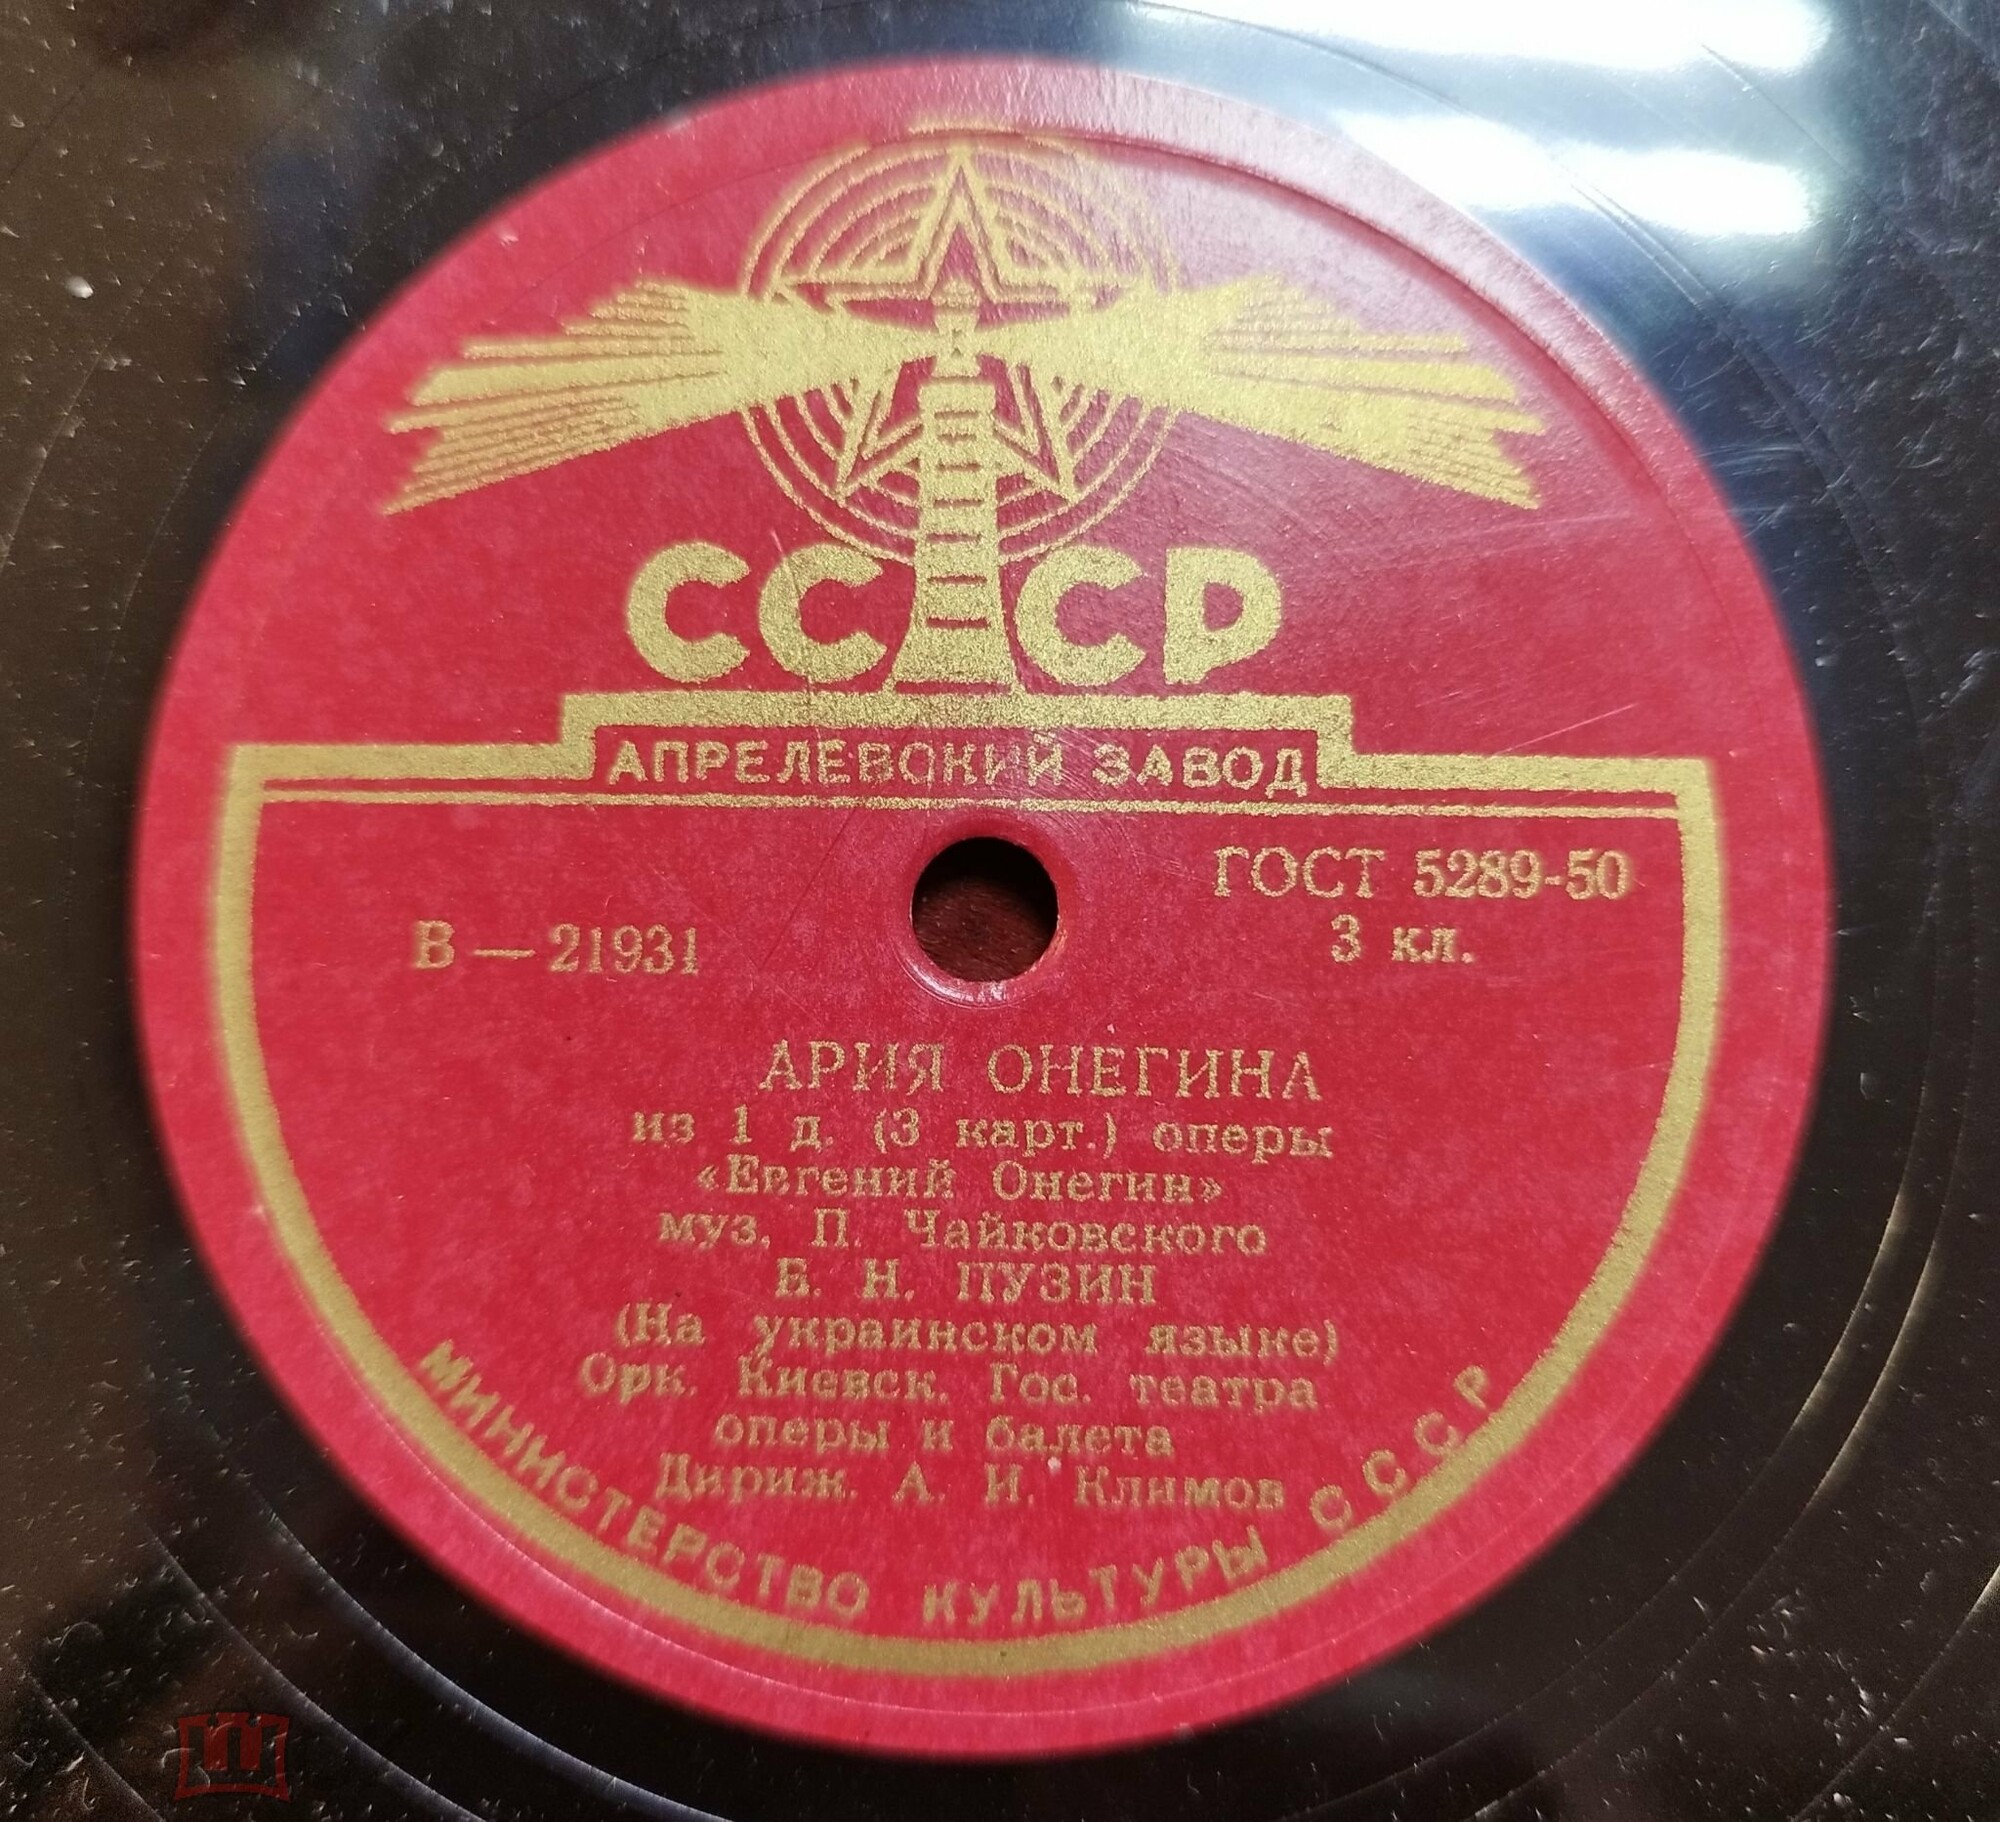 СССР
АПРЕЛЕВСКИЙ ЗАВОД
ГОСТ 5289-50
В — 21931
3 кл.
АРИЯ ОНЕГИНА
из 1 д. (3 карт.) оперы
«Евгений Онегин»
муз. П. Чайковского
Б. Н. ПУЗИН
(На украинском языке)
Орк. Киевск. Гос. театра
оперы и балета
Дириж. А. И. Климов
МИНИСТЕРСТВО КУЛЬТУРЫ СССР